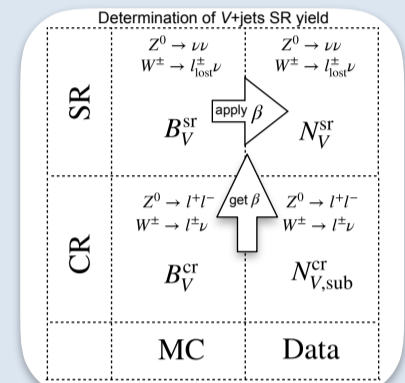 Determination of V+jets SR yield
SR
Z⁰ → νν
W± → l±lost ν
B_V^sr
apply β
Z⁰ → νν
W± → l±lost ν
N_V^sr
CR
Z⁰ → l⁺l⁻
W± → l±ν
B_V^cr
get β
Z⁰ → l⁺l⁻
W± → l±ν
N_V,sub^cr
MC Data